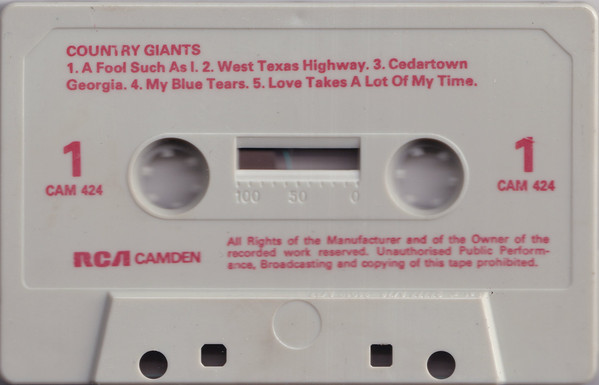 COUNTRY GIANTS
1. A Fool Such As I. 2. West Texas Highway. 3. Cedartown
Georgia. 4. My Blue Tears. 5. Love Takes A Lot Of My Time.
1
CAM 424
1
CAM 424
100 50 0
RCA CAMDEN
All Rights of the Manufacturer and of the Owner of the
recorded work reserved. Unauthorised Public Perform-
ance, Broadcasting and copying of this tape prohibited.